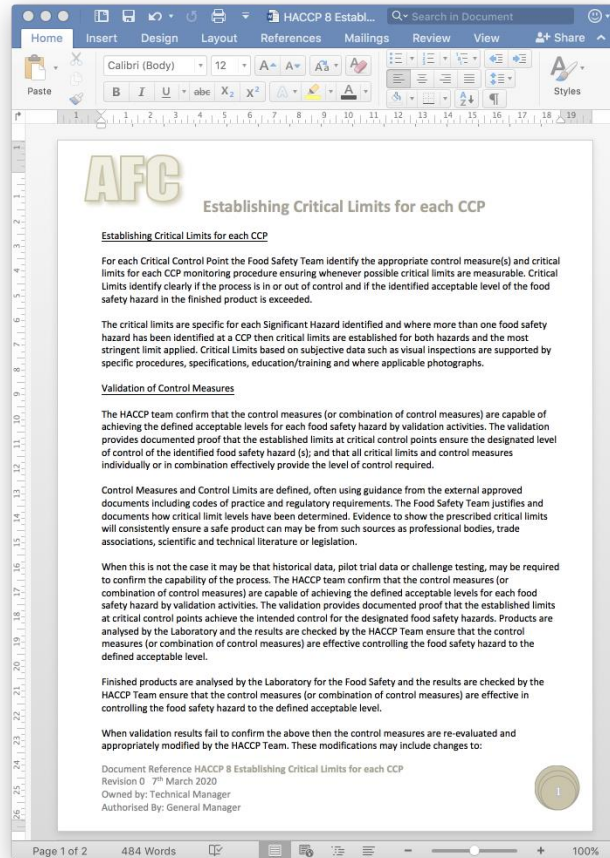 HACCP 8 Establ...
Search in Document
Home Insert Design Layout References Mailings Review View Share
Paste
Calibri (Body) 12
Styles
AFC
Establishing Critical Limits for each CCP
Establishing Critical Limits for each CCP
For each Critical Control Point the Food Safety Team identify the appropriate control measure(s) and critical
limits for each CCP monitoring procedure ensuring whenever possible critical limits are measurable. Critical
Limits identify clearly if the process is in or out of control and if the identified acceptable level of the food
safety hazard in the finished product is exceeded.
The critical limits are specific for each Significant Hazard identified and where more than one food safety
hazard has been identified at a CCP then critical limits are established for both hazards and the most
stringent limit applied. Critical Limits based on subjective data such as visual inspections are supported by
specific procedures, specifications, education/training and where applicable photographs.
Validation of Control Measures
The HACCP team confirm that the control measures (or combination of control measures) are capable of
achieving the defined acceptable levels for each food safety hazard by validation activities. The validation
provides documented proof that the established limits at critical control points ensure the designated level
of control of the identified food safety hazard (s); and that all critical limits and control measures
individually or in combination effectively provide the level of control required.
Control Measures and Control Limits are defined, often using guidance from the external approved
documents including codes of practice and regulatory requirements. The Food Safety Team justifies and
documents how critical limit levels have been determined. Evidence to show the prescribed critical limits
will consistently ensure a safe product can may be from such sources as professional bodies, trade
associations, scientific and technical literature or legislation.
When this is not the case it may be that historical data, pilot trial data or challenge testing, may be required
to confirm the capability of the process. The HACCP team confirm that the control measures (or
combination of control measures) are capable of achieving the defined acceptable levels for each food
safety hazard by validation activities. The validation provides documented proof that the established limits
at critical control points achieve the intended control for the designated food safety hazards. Products are
analysed by the Laboratory and the results are checked by the HACCP Team ensure that the control
measures (or combination of control measures) are effective controlling the food safety hazard to the
defined acceptable level.
Finished products are analysed by the Laboratory for the Food Safety and the results are checked by the
HACCP Team ensure that the control measures (or combination of control measures) are effective in
controlling the food safety hazard to the defined acceptable level.
When validation results fail to confirm the above then the control measures are re-evaluated and
appropriately modified by the HACCP Team. These modifications may include changes to:
Document Reference HACCP 8 Establishing Critical Limits for each CCP
Revision 0 7th March 2020
Owned by: Technical Manager
Authorised By: General Manager
1
Page 1 of 2 484 Words 100%